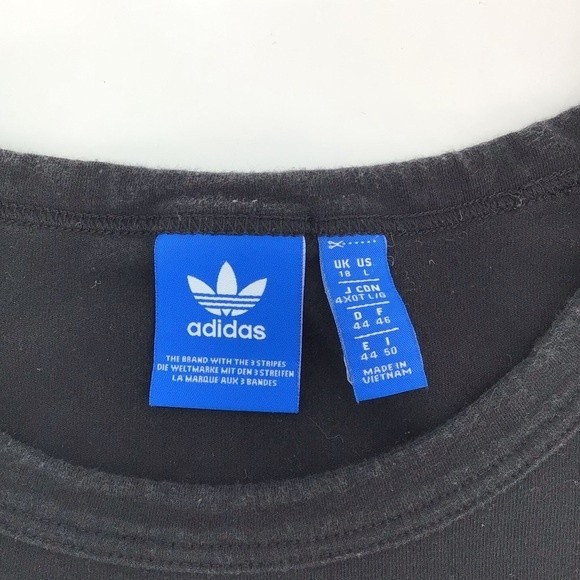 adidas
THE BRAND WITH THE 3 STRIPES
DIE WELTMARKE MIT DEN 3 STREIFEN
LA MARQUE AUX 3 BANDES
UK US
18 L
J CDN
4XOT L/G
D F
44 46
E I
44 50
MADE IN
VIETNAM